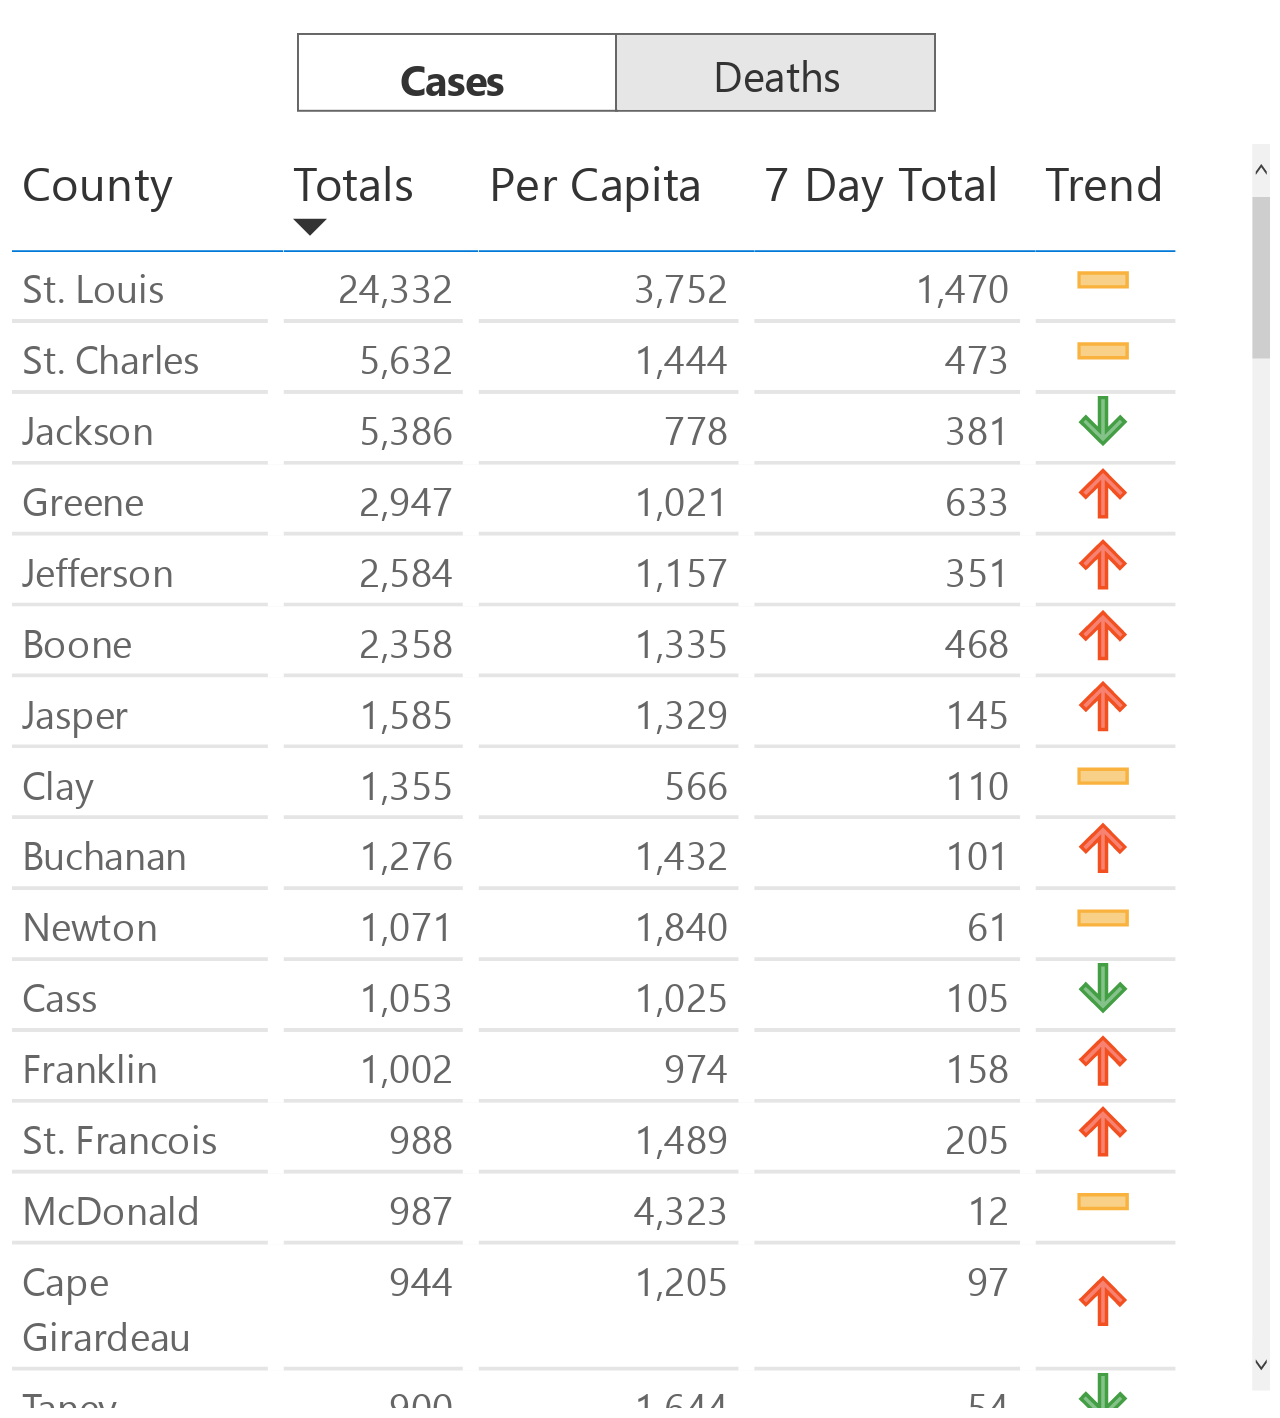 Cases Deaths
County Totals Per Capita 7 Day Total Trend
St. Louis 24,332 3,752 1,470
St. Charles 5,632 1,444 473
Jackson 5,386 778 381
Greene 2,947 1,021 633
Jefferson 2,584 1,157 351
Boone 2,358 1,335 468
Jasper 1,585 1,329 145
Clay 1,355 566 110
Buchanan 1,276 1,432 101
Newton 1,071 1,840 61
Cass 1,053 1,025 105
Franklin 1,002 974 158
St. Francois 988 1,489 205
McDonald 987 4,323 12
Cape 944 1,205 97
Girardeau
Taney 900 1,644 54